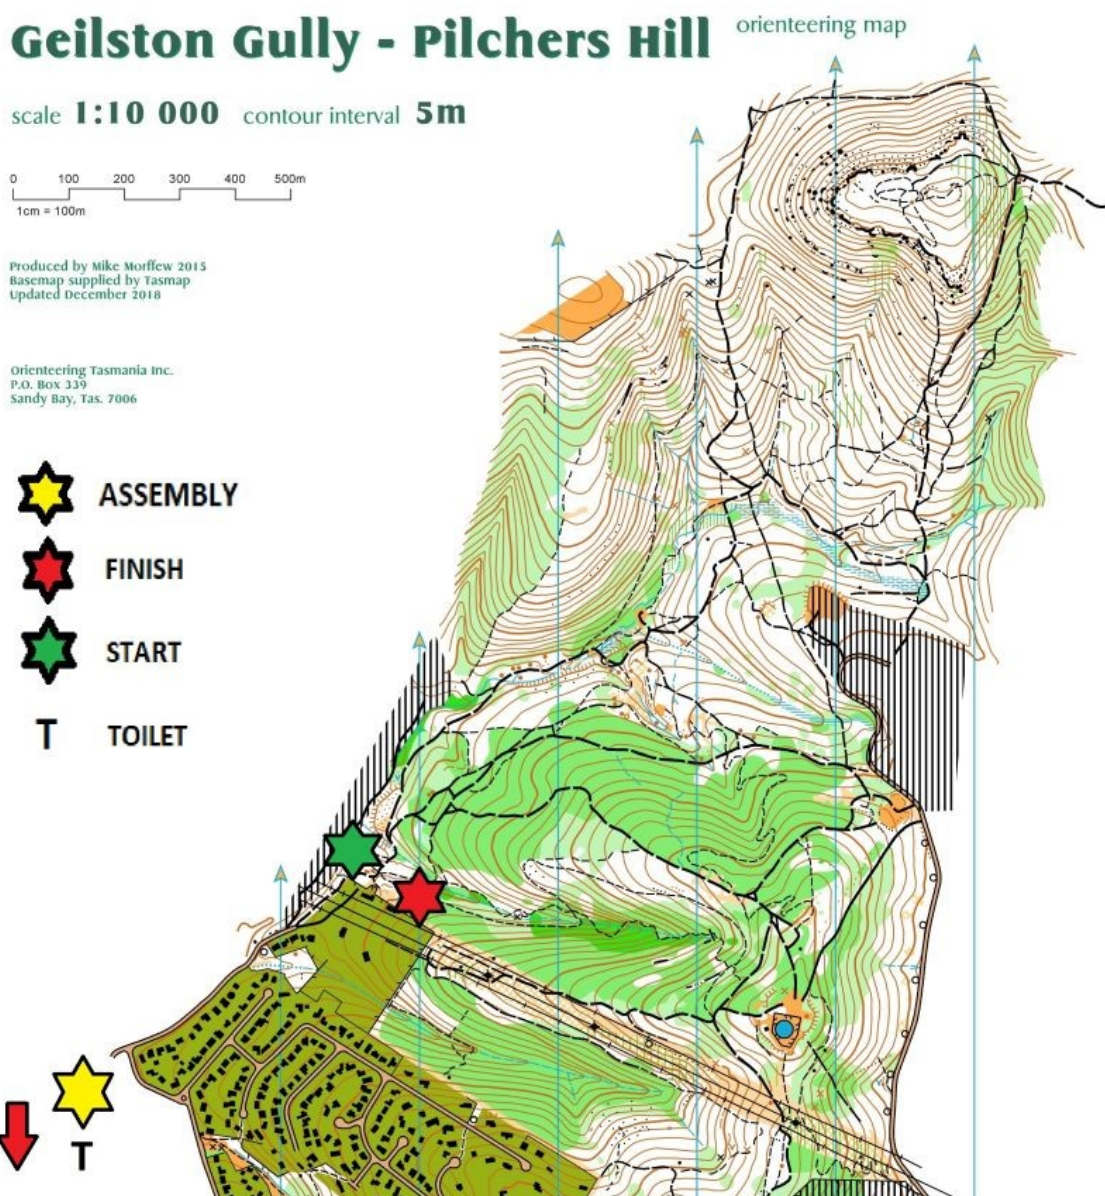 Geilston Gully - Pilchers Hill orienteering map
scale 1:10 000 contour interval 5m
0 100 200 300 400 500m
1cm = 100m
Produced by Mike Morffew 2015
Basemap supplied by Tasmap
Updated December 2018
Orienteering Tasmania Inc.
P.O. Box 339
Sandy Bay, Tas. 7006
ASSEMBLY
FINISH
START
T TOILET
T